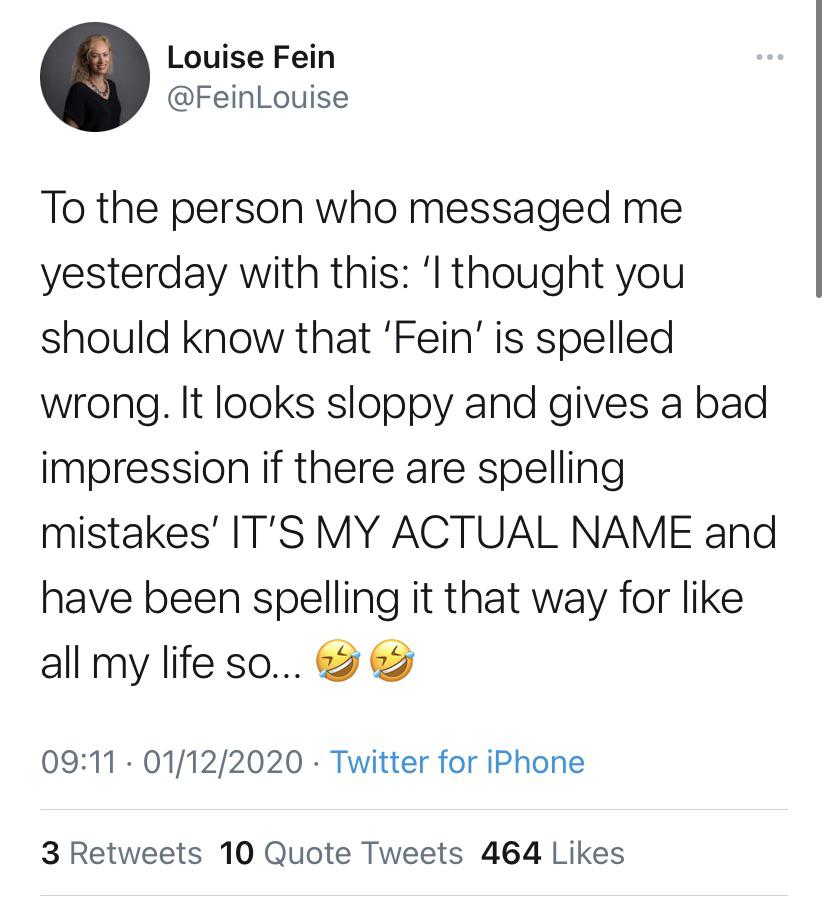 Louise Fein
@FeinLouise
To the person who messaged me
yesterday with this: ‘I thought you
should know that ‘Fein’ is spelled
wrong. It looks sloppy and gives a bad
impression if there are spelling
mistakes’ IT’S MY ACTUAL NAME and
have been spelling it that way for like
all my life so... 🤣🤣
09:11 · 01/12/2020 · Twitter for iPhone
3 Retweets 10 Quote Tweets 464 Likes